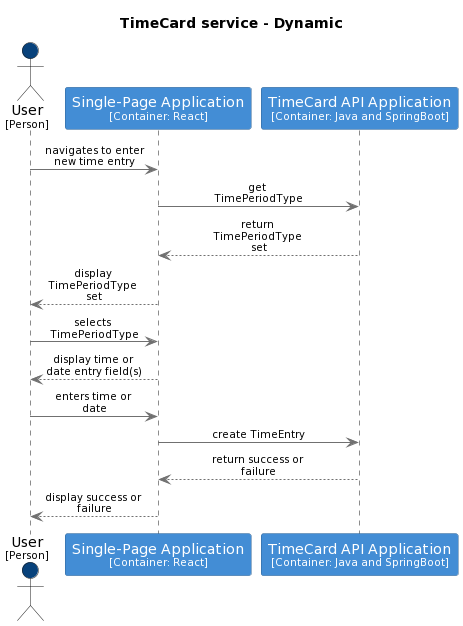 TimeCard service - Dynamic
User
[Person]
Single-Page Application
[Container: React]
TimeCard API Application
[Container: Java and SpringBoot]
navigates to enter
new time entry
get
TimePeriodType
return
TimePeriodType
set
display
TimePeriodType
set
selects
TimePeriodType
display time or
date entry field(s)
enters time or
date
create TimeEntry
return success or
failure
display success or
failure
User
[Person]
Single-Page Application
[Container: React]
TimeCard API Application
[Container: Java and SpringBoot]